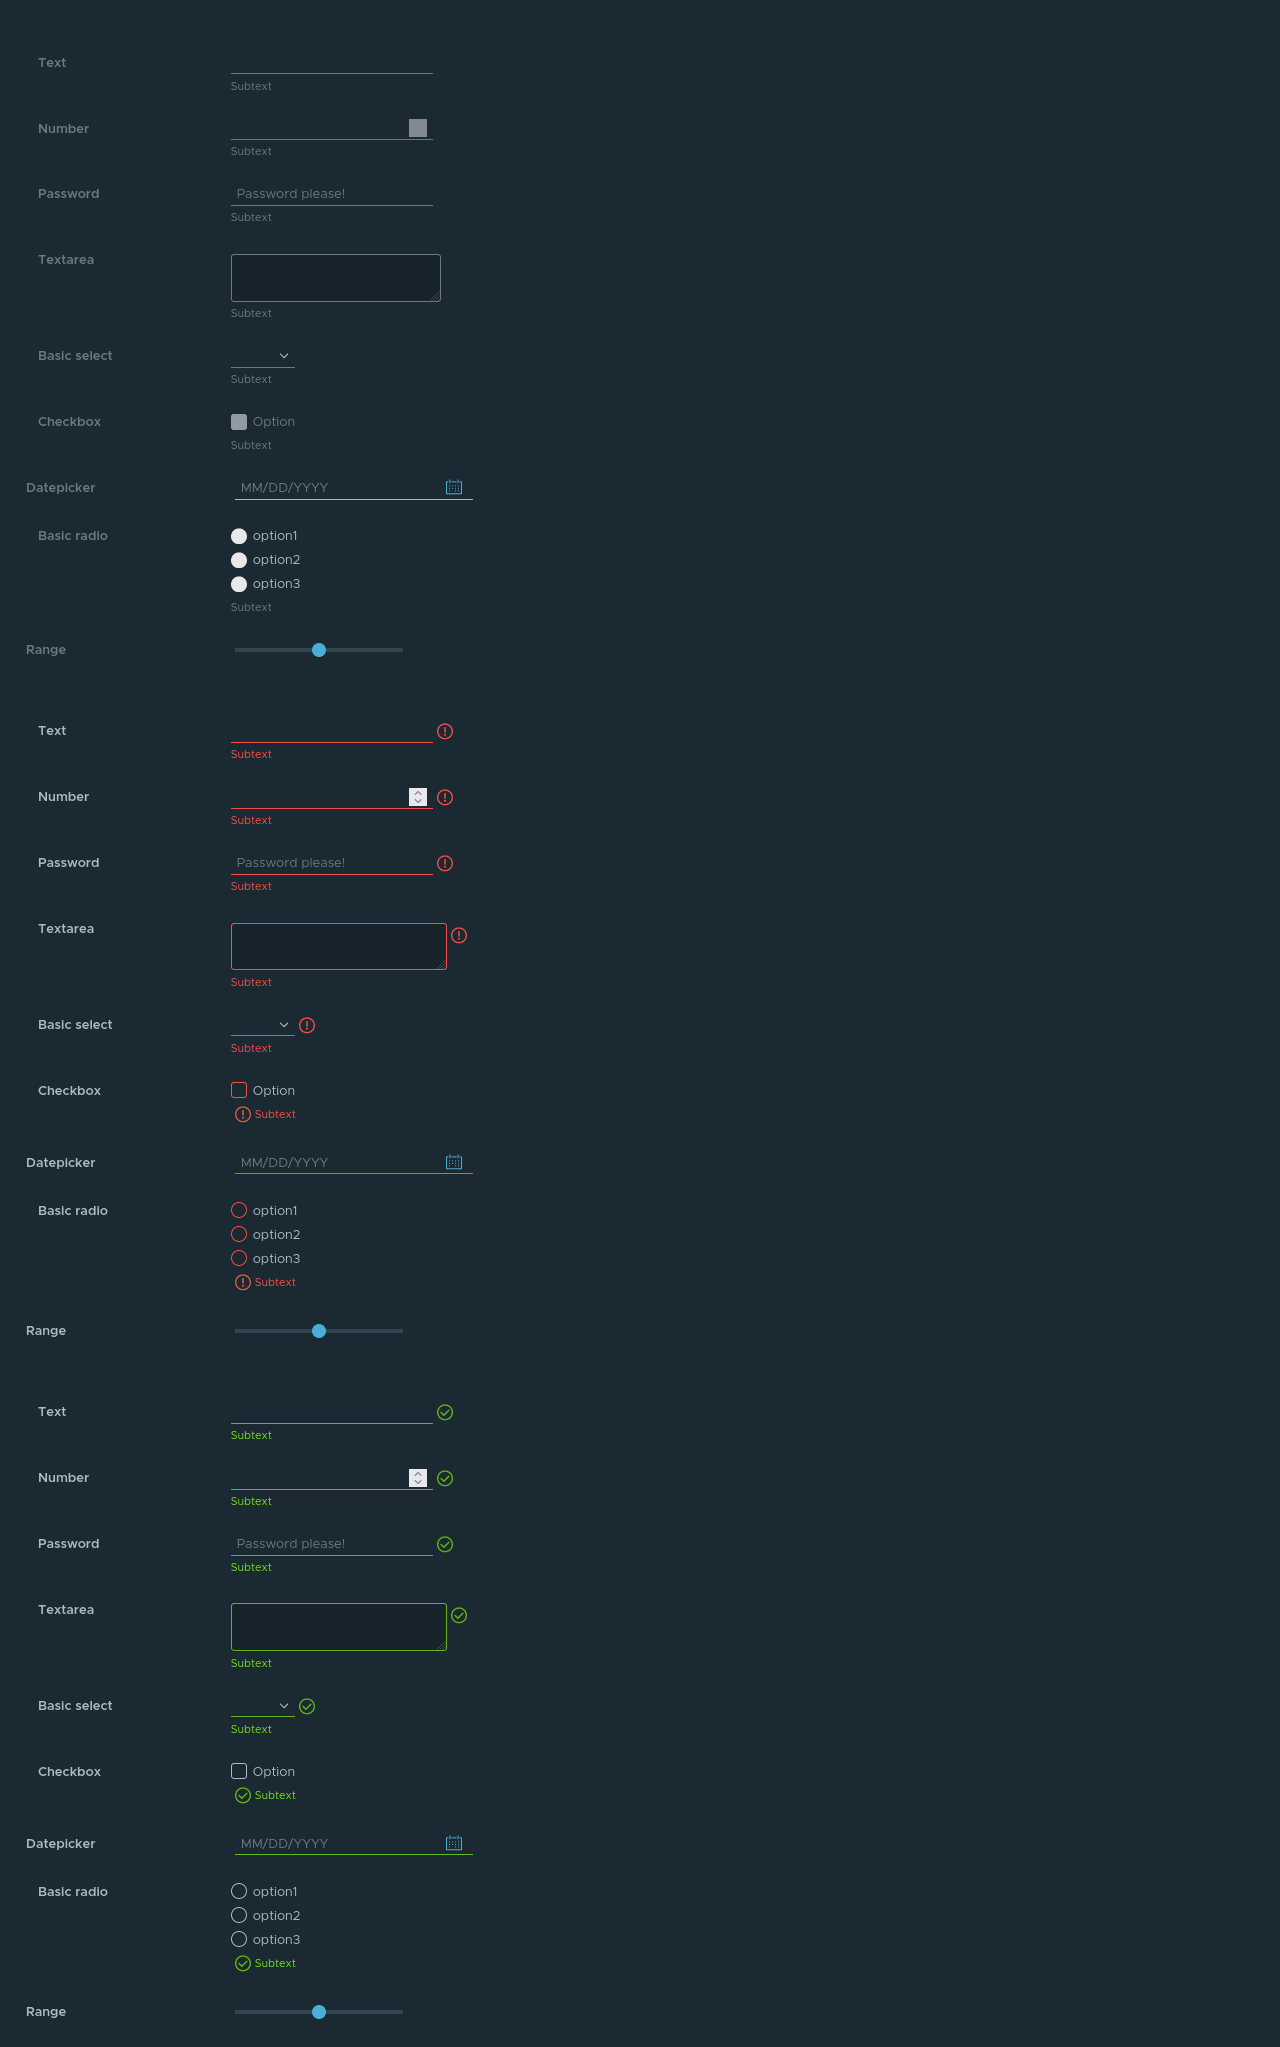 Text
Subtext
Number
Subtext
Password Password please!
Subtext
Textarea
Subtext
Basic select
Subtext
Checkbox Option
Subtext
Datepicker MM/DD/YYYY
Basic radio option1
option2
option3
Subtext
Range
Text
Subtext
Number
Subtext
Password Password please!
Subtext
Textarea
Subtext
Basic select
Subtext
Checkbox Option
Subtext
Datepicker MM/DD/YYYY
Basic radio option1
option2
option3
Subtext
Range
Text
Subtext
Number
Subtext
Password Password please!
Subtext
Textarea
Subtext
Basic select
Subtext
Checkbox Option
Subtext
Datepicker MM/DD/YYYY
Basic radio option1
option2
option3
Subtext
Range